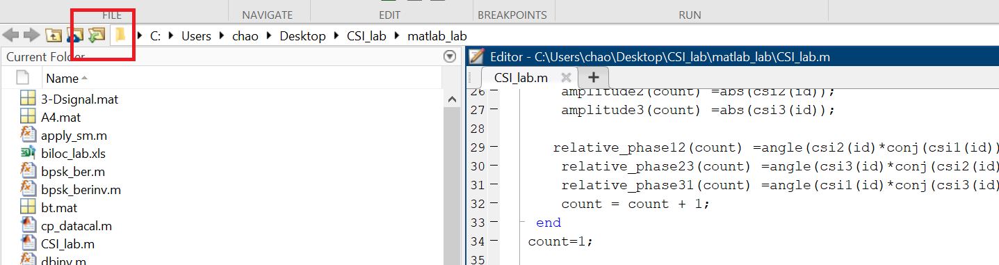 FILE NAVIGATE EDIT BREAKPOINTS RUN
C: Users chao Desktop CSI_lab matlab_lab
Current Folder
Name
3-Dsignal.mat
A4.mat
apply_sm.m
biloc_lab.xls
bpsk_ber.m
bpsk_berinv.m
bt.mat
cp_datacal.m
CSI_lab.m
dbinv.m
Editor - C:\Users\chao\Desktop\CSI_lab\matlab_lab\CSI_lab.m
CSI_lab.m
26 amplitude2(count) =abs(csi2(id));
27 amplitude3(count) =abs(csi3(id));
28
29 relative_phase12(count) =angle(csi2(id)*conj(csi1(id))
30 relative_phase23(count) =angle(csi3(id)*conj(csi2(id)
31 relative_phase31(count) =angle(csi1(id)*conj(csi3(id)
32 count = count + 1;
33 end
34 count=1;
35